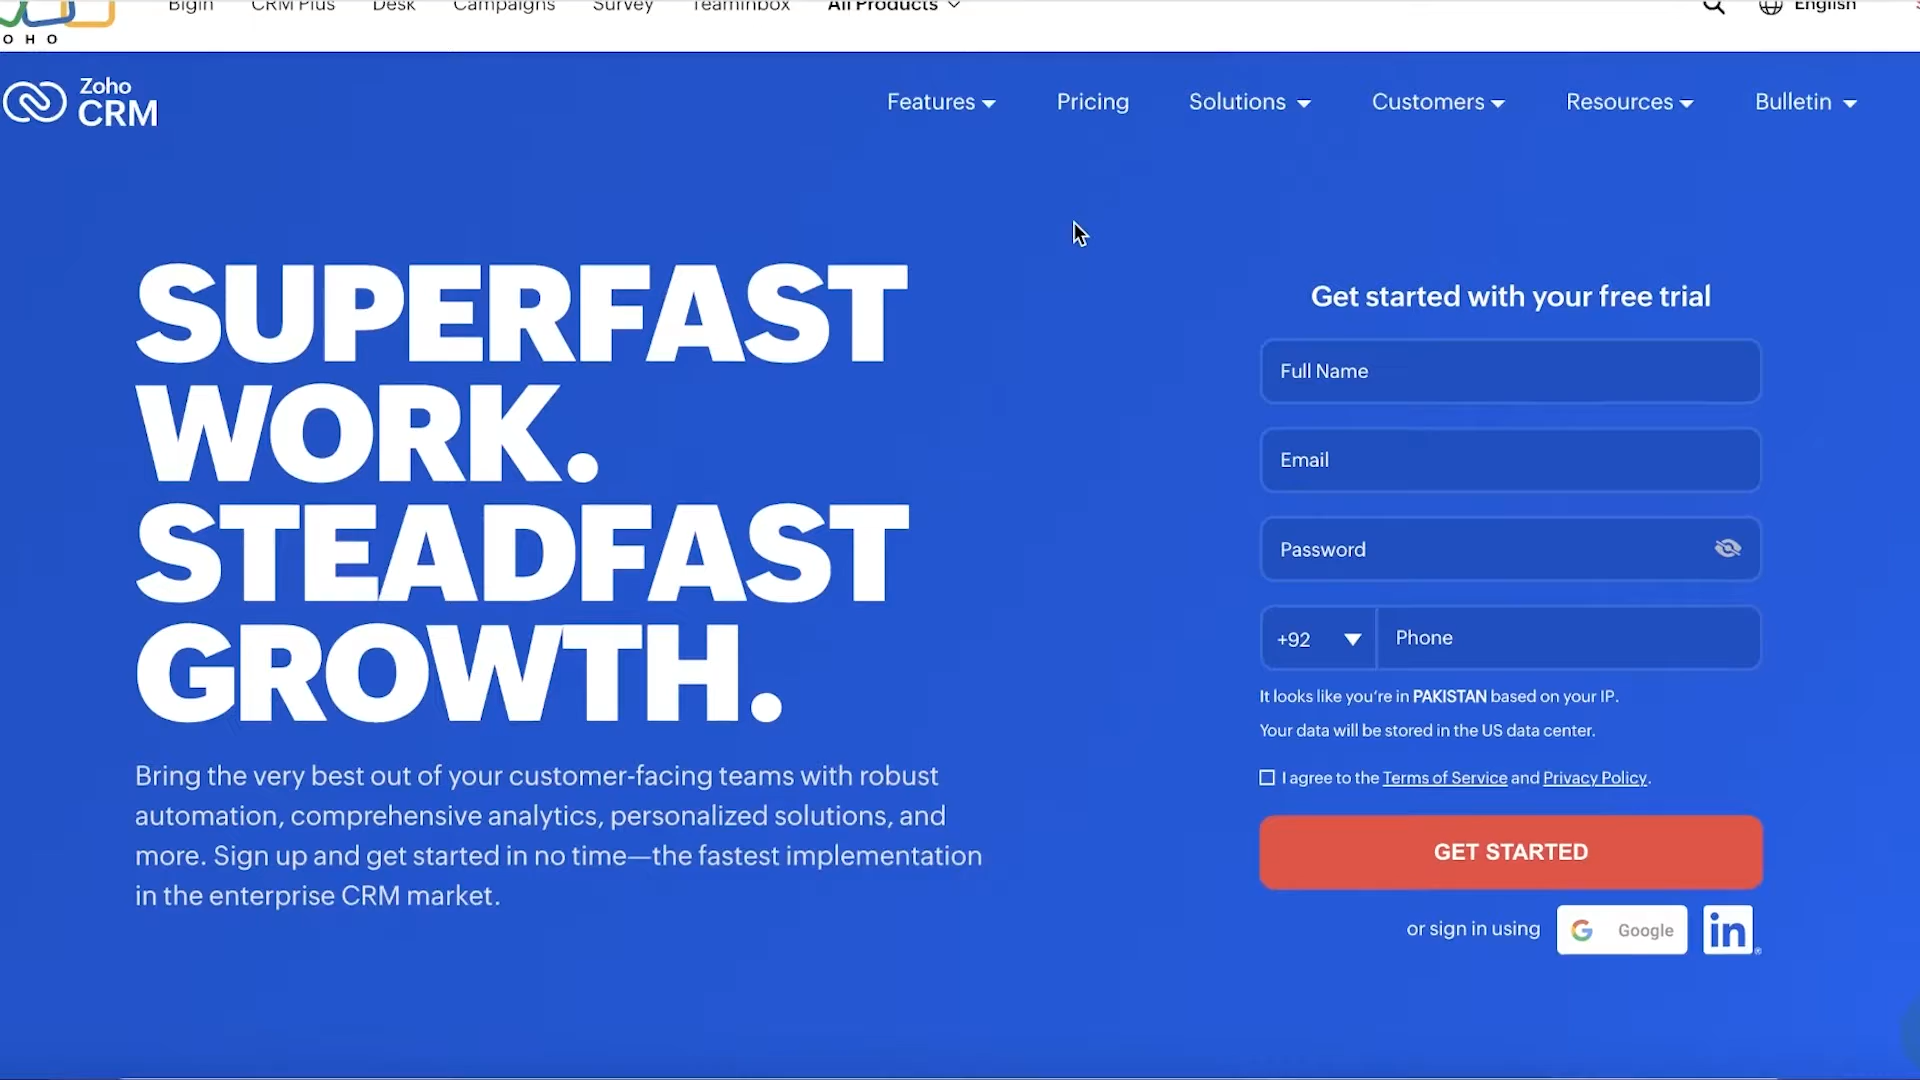 Bigin CRM Plus Desk Campaigns Survey TeamInbox All Products English
OHO
Zoho
CRM
Features Pricing Solutions Customers Resources Bulletin
SUPERFAST
WORK.
STEADFAST
GROWTH.
Bring the very best out of your customer-facing teams with robust
automation, comprehensive analytics, personalized solutions, and
more. Sign up and get started in no time—the fastest implementation
in the enterprise CRM market.
Get started with your free trial
Full Name
Email
Password
+92 Phone
It looks like you're in PAKISTAN based on your IP.
Your data will be stored in the US data center.
I agree to the Terms of Service and Privacy Policy.
GET STARTED
or sign in using G Google in